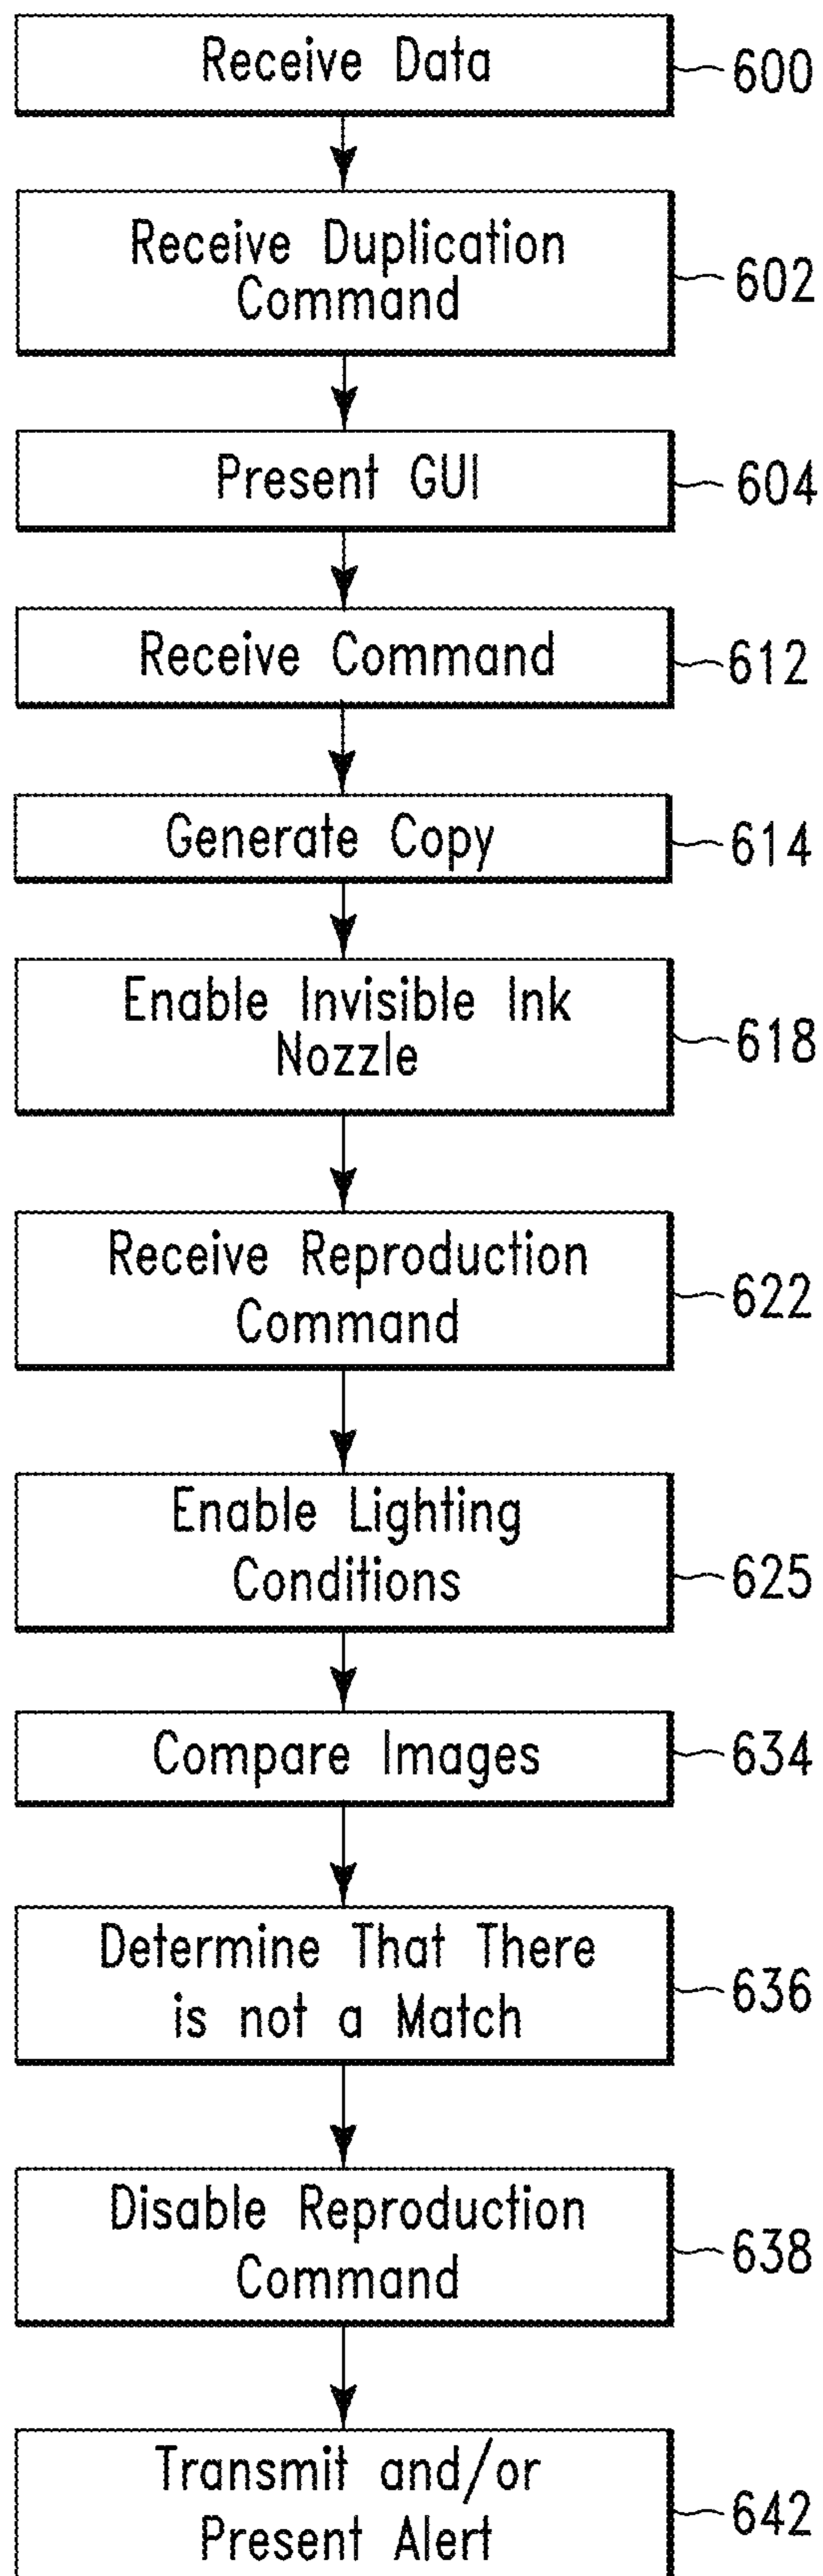 Receive Data
600
Receive Duplication
Command
602
Present GUI
604
Receive Command
612
Generate Copy
614
Enable Invisible Ink
Nozzle
618
Receive Reproduction
Command
622
Enable Lighting
Conditions
625
Compare Images
634
Determine That There
is not a Match
636
Disable Reproduction
Command
638
Transmit and/or
Present Alert
642